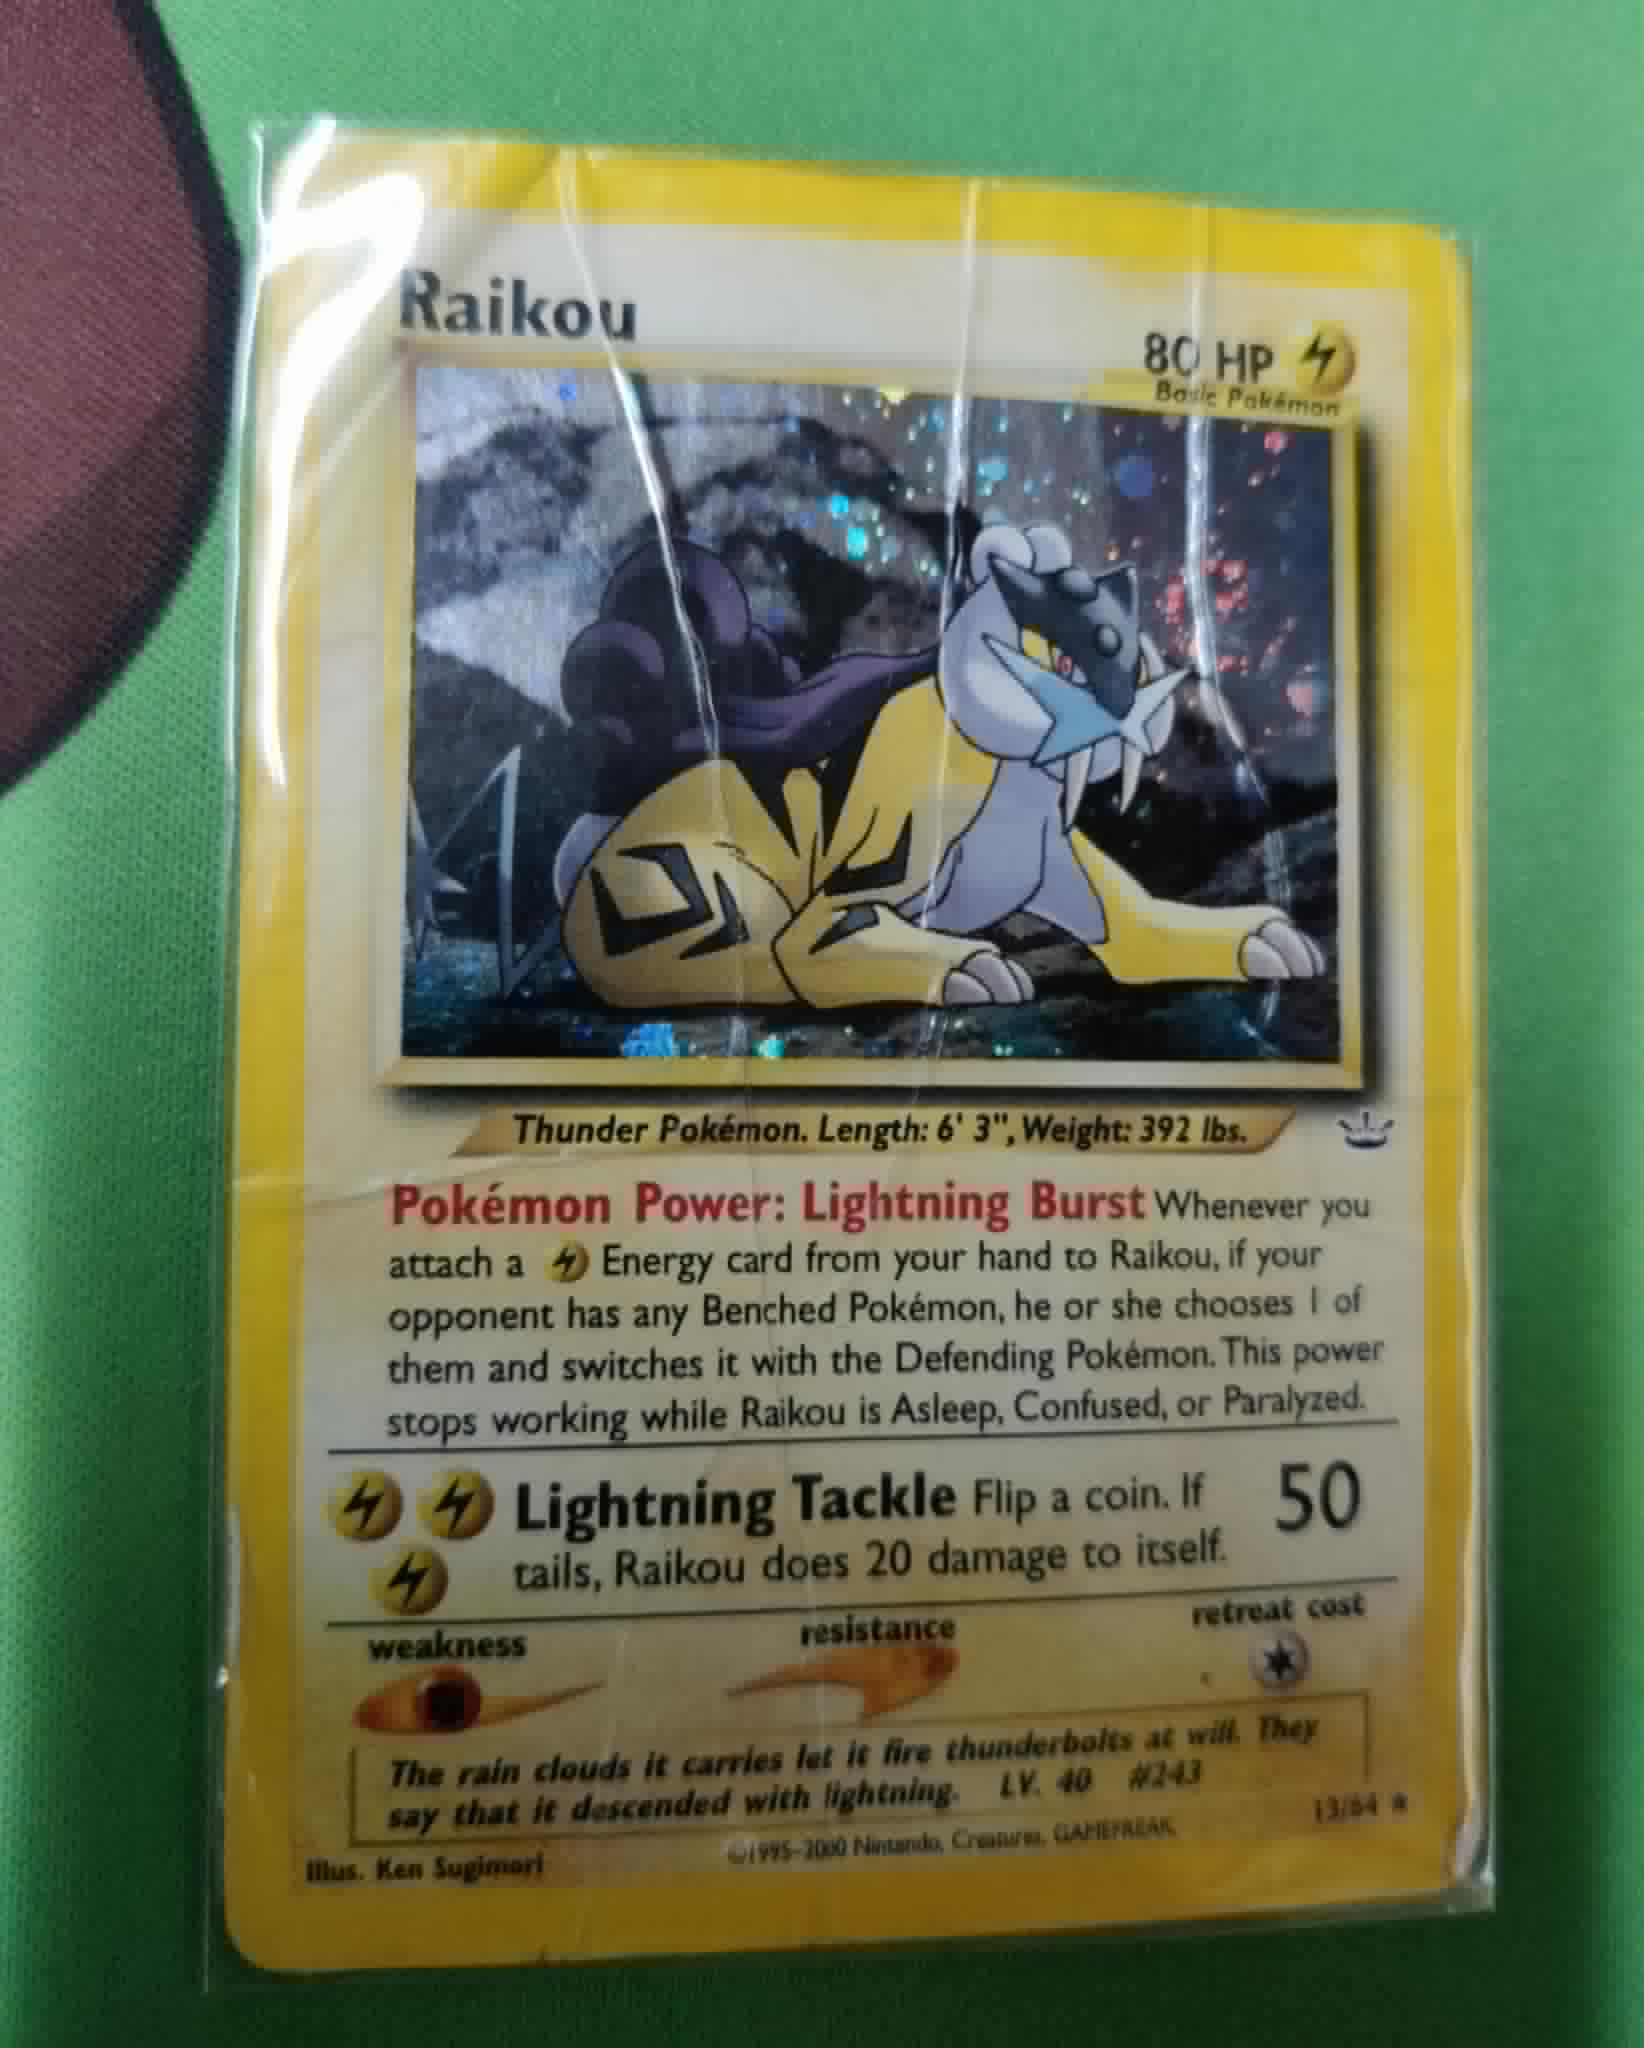 Raikou
80 HP
Basic Pokémon
Thunder Pokémon. Length: 6' 3", Weight: 392 lbs.
Pokémon Power: Lightning Burst Whenever you
attach a Energy card from your hand to Raikou, if your
opponent has any Benched Pokémon, he or she chooses 1 of
them and switches it with the Defending Pokémon. This power
stops working while Raikou is Asleep, Confused, or Paralyzed.
Lightning Tackle Flip a coin. If 50
tails, Raikou does 20 damage to itself.
weakness resistance retreat cost
The rain clouds it carries let it fire thunderbolts at will. They
say that it descended with lightning. LV. 40 #243
13/64 ★
©1995-2000 Nintendo, Creatures, GAMEFREAK.
Illus. Ken Sugimori